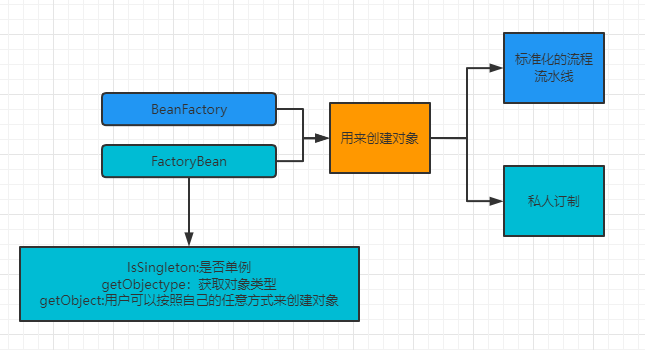 标准化的流程
流水线
BeanFactory
用来创建对象
FactoryBean
私人订制
IsSingleton:是否单例
getObjectype：获取对象类型
getObject:用户可以按照自己的任意方式来创建对象